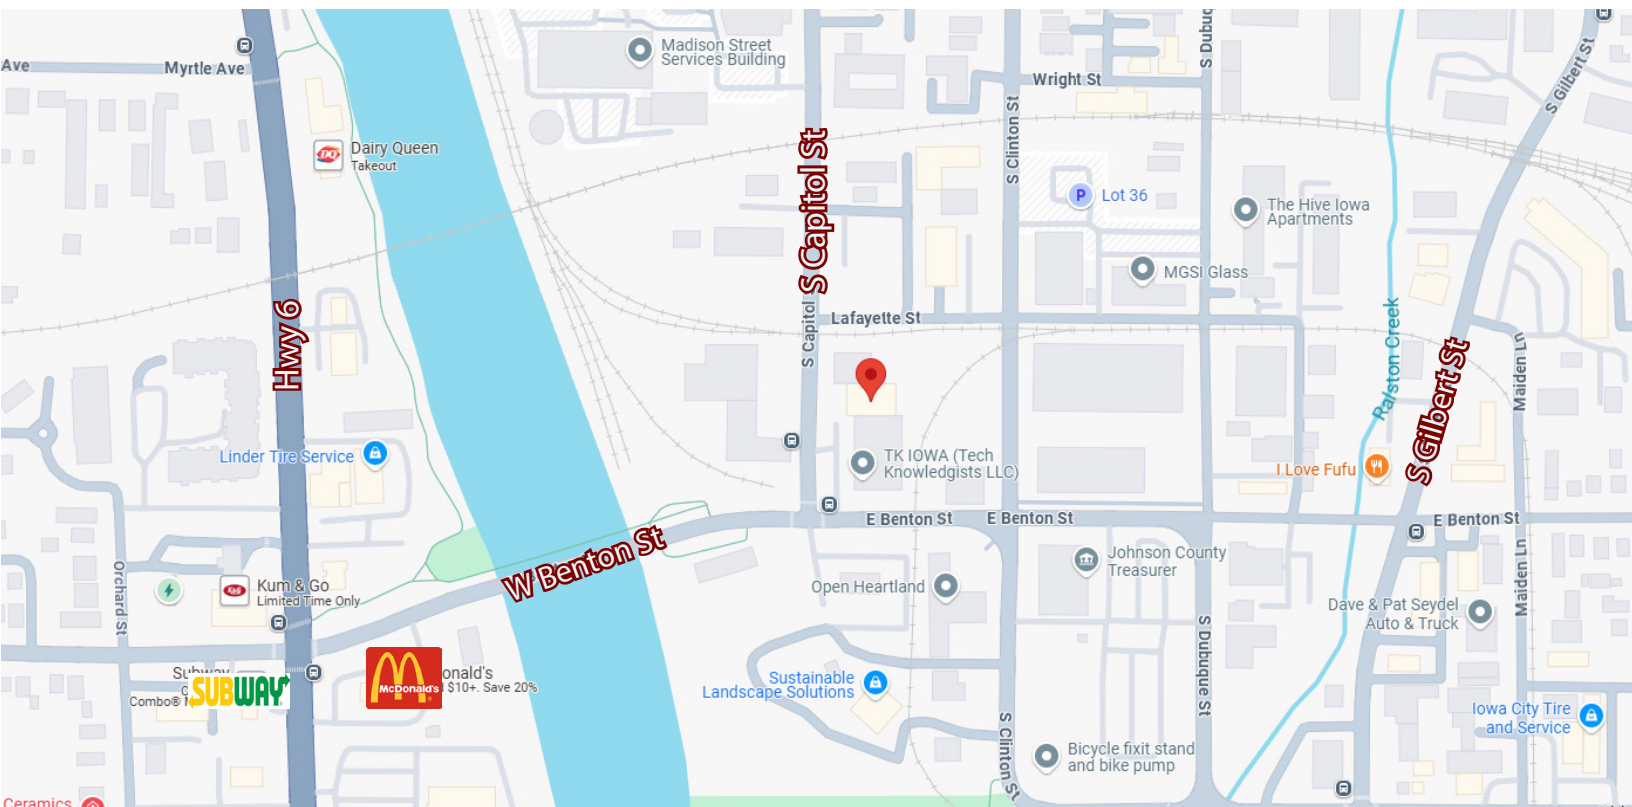 Madison Street
Services Building
S Dubuq
S Gilbert St
Ave
Myrtle Ave
Wright St
S Clinton St
Dairy Queen
Takeout
DQ
S Capitol St
P
Lot 36
The Hive Iowa
Apartments
MGSI Glass
Hwy 6
S Capitol
Lafayette St
Ralston Creek
S Gilbert St
Maiden Ln
Linder Tire Service
TK IOWA (Tech
Knowledgists LLC)
I Love Fufu
E Benton St
E Benton St
E Benton St
W Benton St
Orchard St
Kum & Go
Limited Time Only
K&G
Open Heartland
Johnson County
Treasurer
Maiden Ln
Dave & Pat Seydel
Auto & Truck
S Dubuque St
Subway
SUBWAY
Combo®
McDonald's
onald's
$10+. Save 20%
Sustainable
Landscape Solutions
S Clinton St
Iowa City Tire
and Service
Bicycle fixit stand
and bike pump
Ceramics